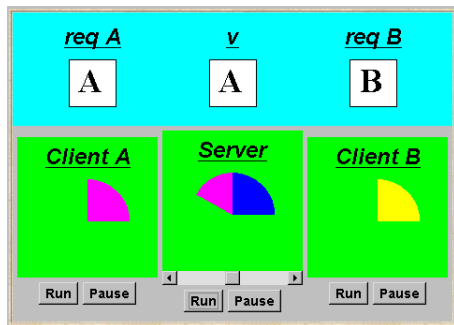 req A v req B
A A B
Client A Server Client B
Run Pause Run Pause Run Pause